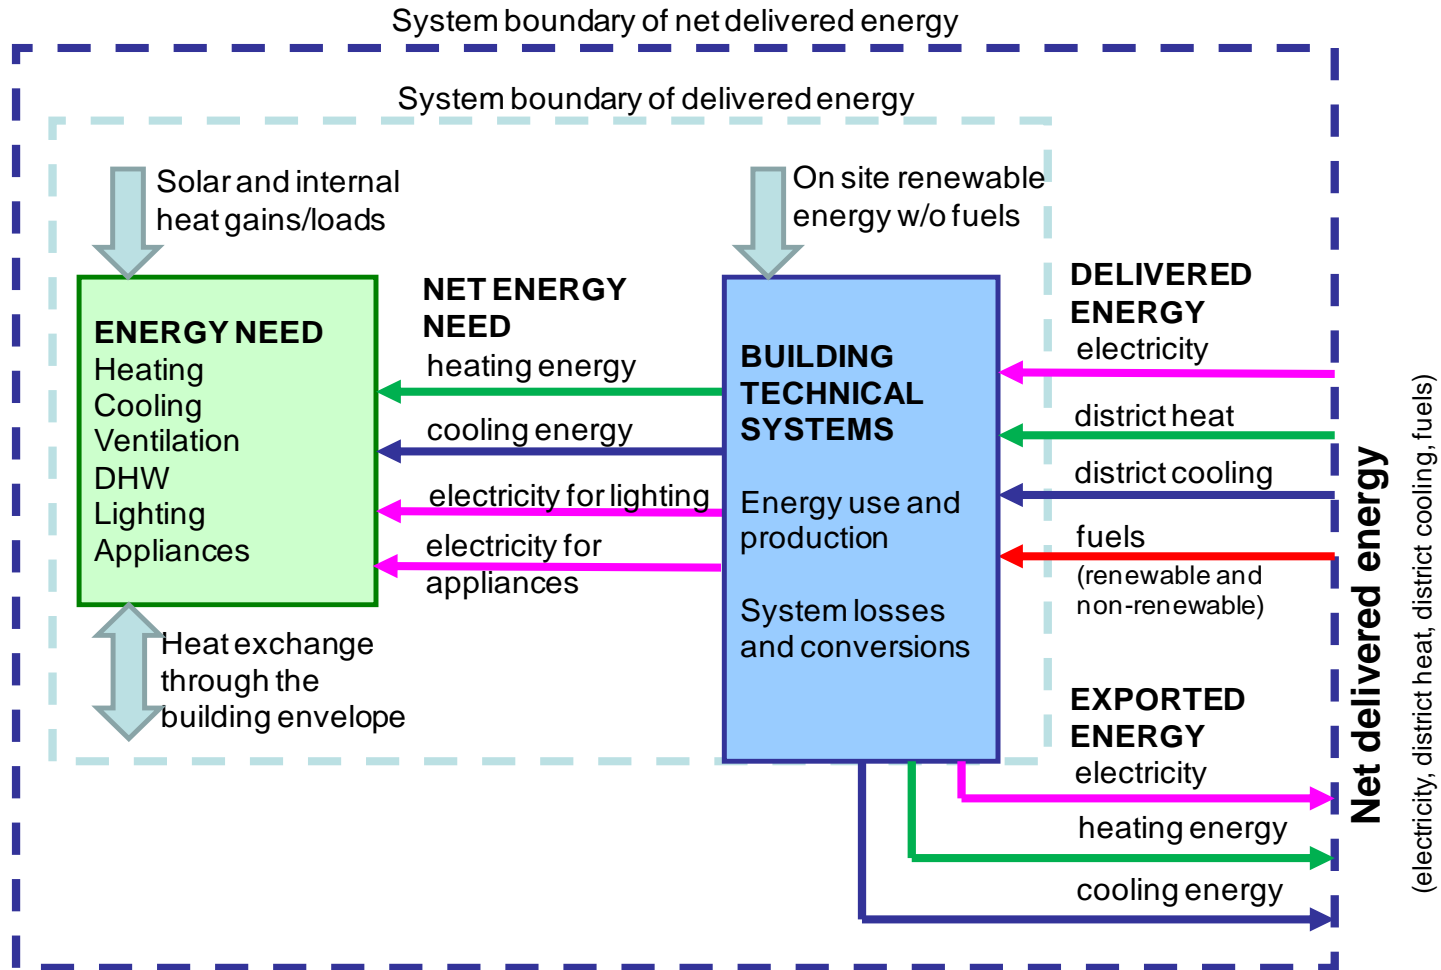 System boundary of net delivered energy
System boundary of delivered energy
Solar and internal
heat gains/loads
On site renewable
energy w/o fuels
ENERGY NEED
Heating
Cooling
Ventilation
DHW
Lighting
Appliances
NET ENERGY
NEED
heating energy
cooling energy
electricity for lighting
electricity for
appliances
BUILDING
TECHNICAL
SYSTEMS
Energy use and
production
System losses
and conversions
DELIVERED
ENERGY
electricity
district heat
district cooling
fuels
(renewable and
non-renewable)
Heat exchange
through the
building envelope
EXPORTED
ENERGY
electricity
heating energy
cooling energy
Net delivered energy
(electricity, district heat, district cooling, fuels)